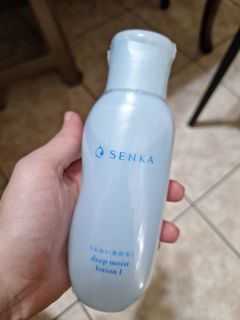 SENKA
deep moist
lotion I